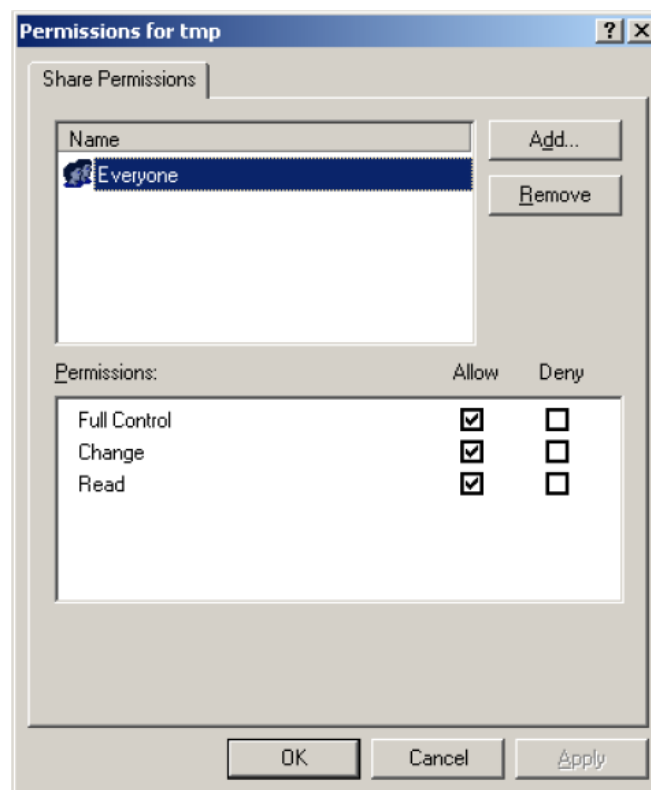 Permissions for tmp
Share Permissions
Name
Add...
Everyone
Remove
Permissions: Allow Deny
Full Control
Change
Read
OK Cancel Apply